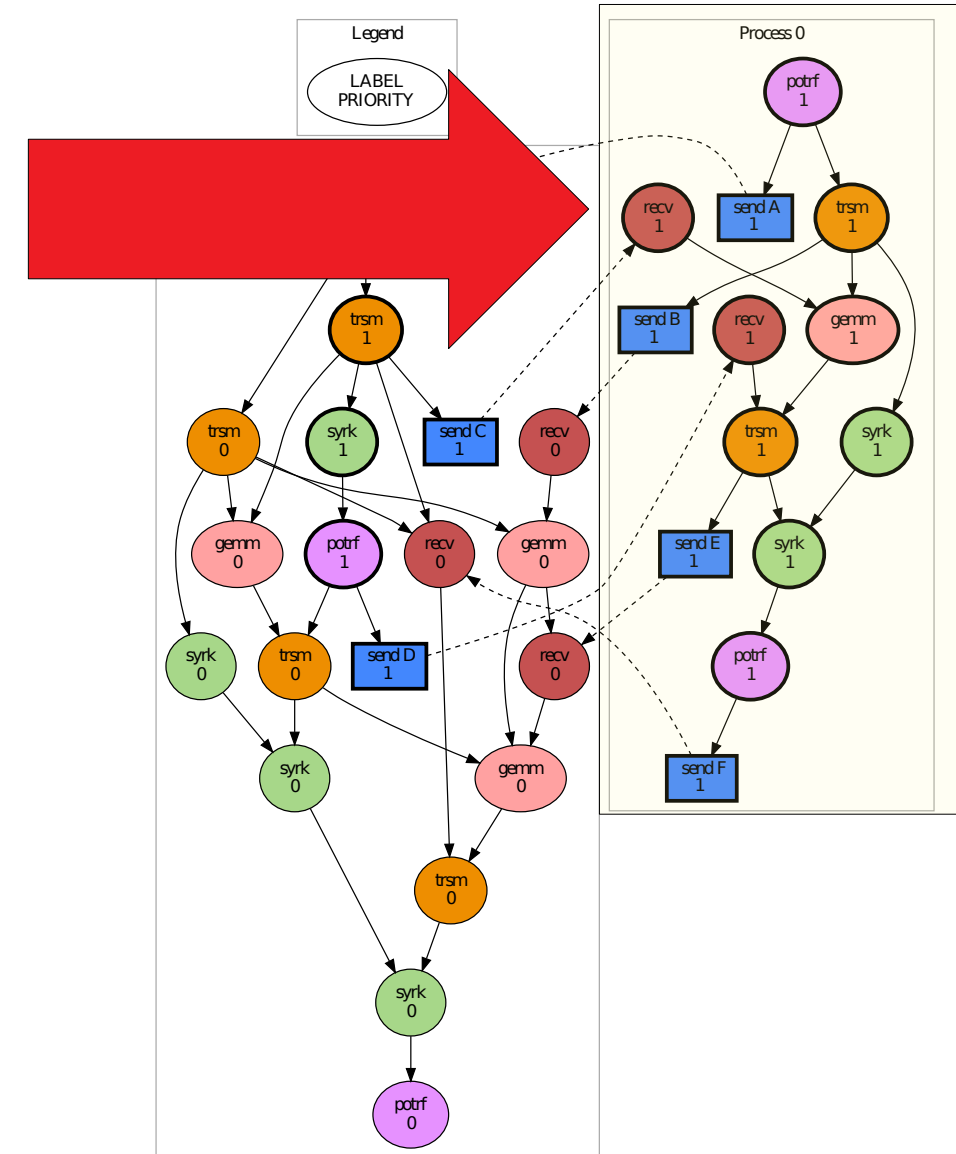 Legend
LABEL
PRIORITY
Process 0
potrf
1
recv
1
send A
1
trsm
1
trsm
1
send B
1
recv
1
gemm
1
trsm
0
syrk
1
send C
1
recv
0
trsm
1
syrk
1
gemm
0
potrf
1
recv
0
gemm
0
send E
1
syrk
1
syrk
0
trsm
0
send D
1
recv
0
potrf
1
syrk
0
gemm
0
send F
1
trsm
0
syrk
0
potrf
0